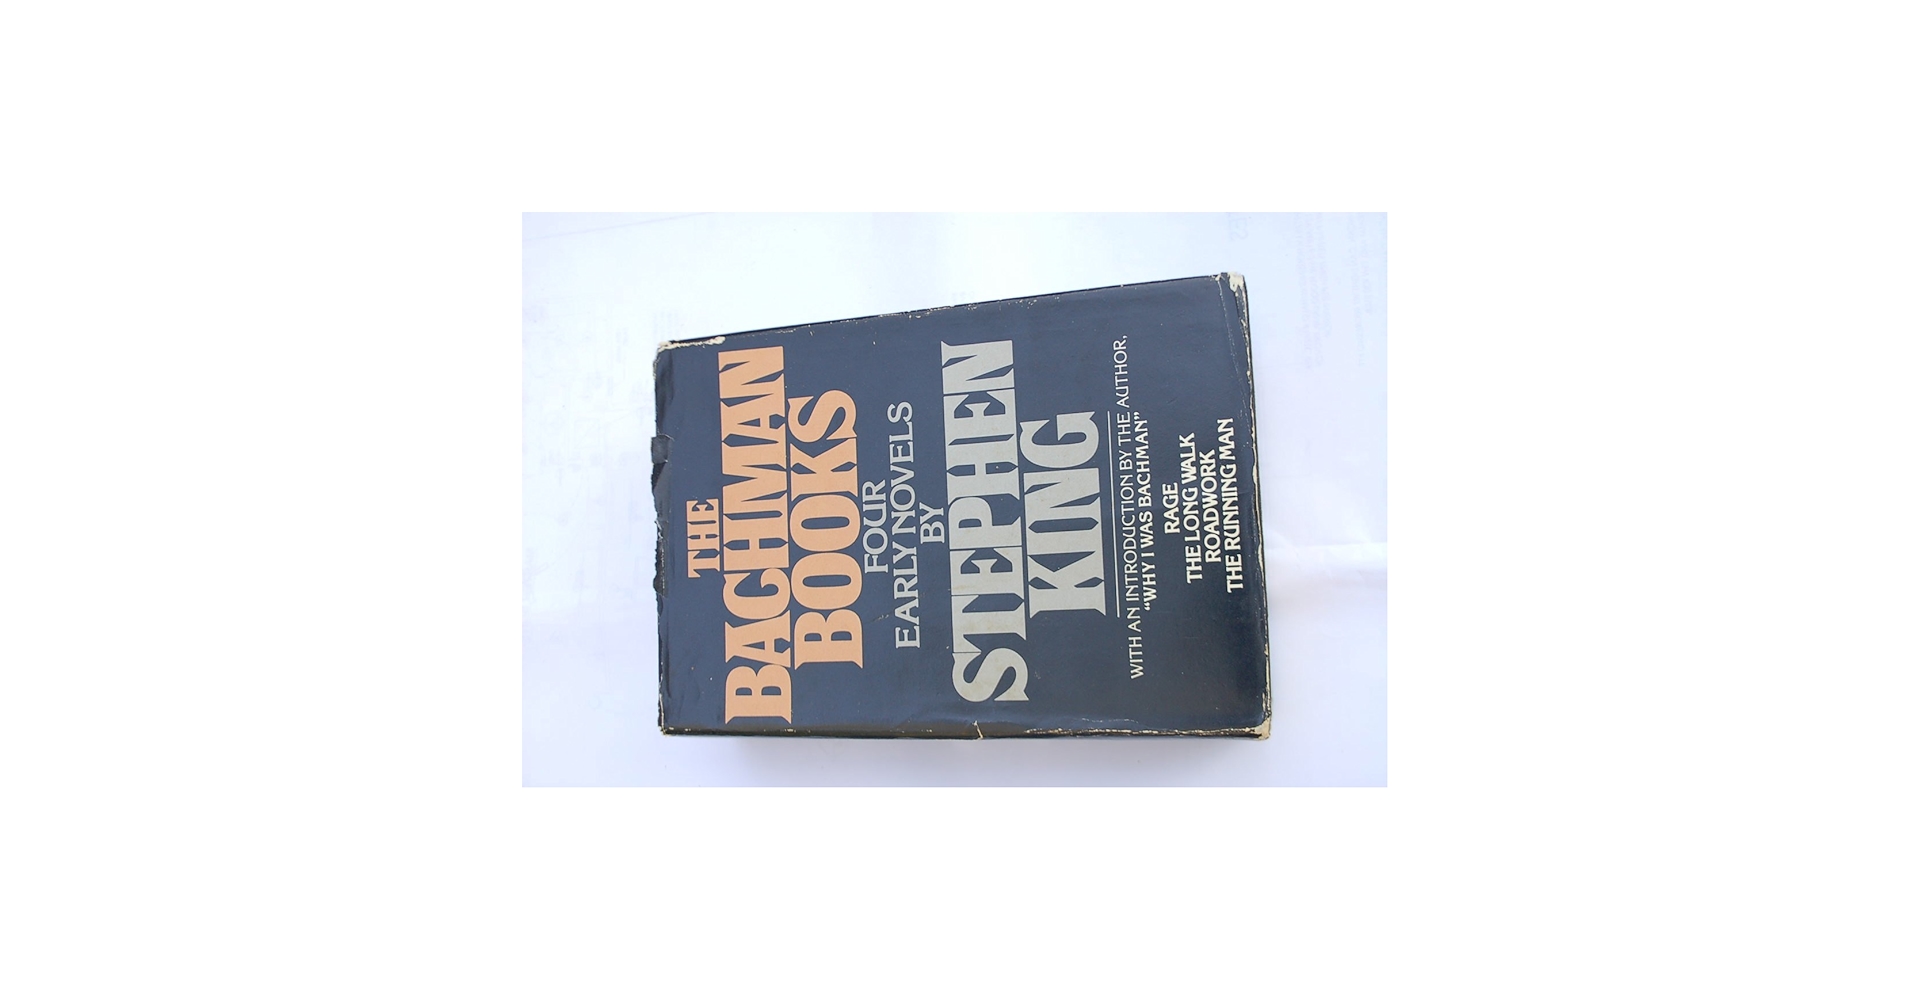 THE
BACHMAN
BOOKS
FOUR
EARLY NOVELS
BY
STEPHEN
KING
WITH AN INTRODUCTION BY THE AUTHOR,
“WHY I WAS BACHMAN”
RAGE
THE LONG WALK
ROADWORK
THE RUNNING MAN